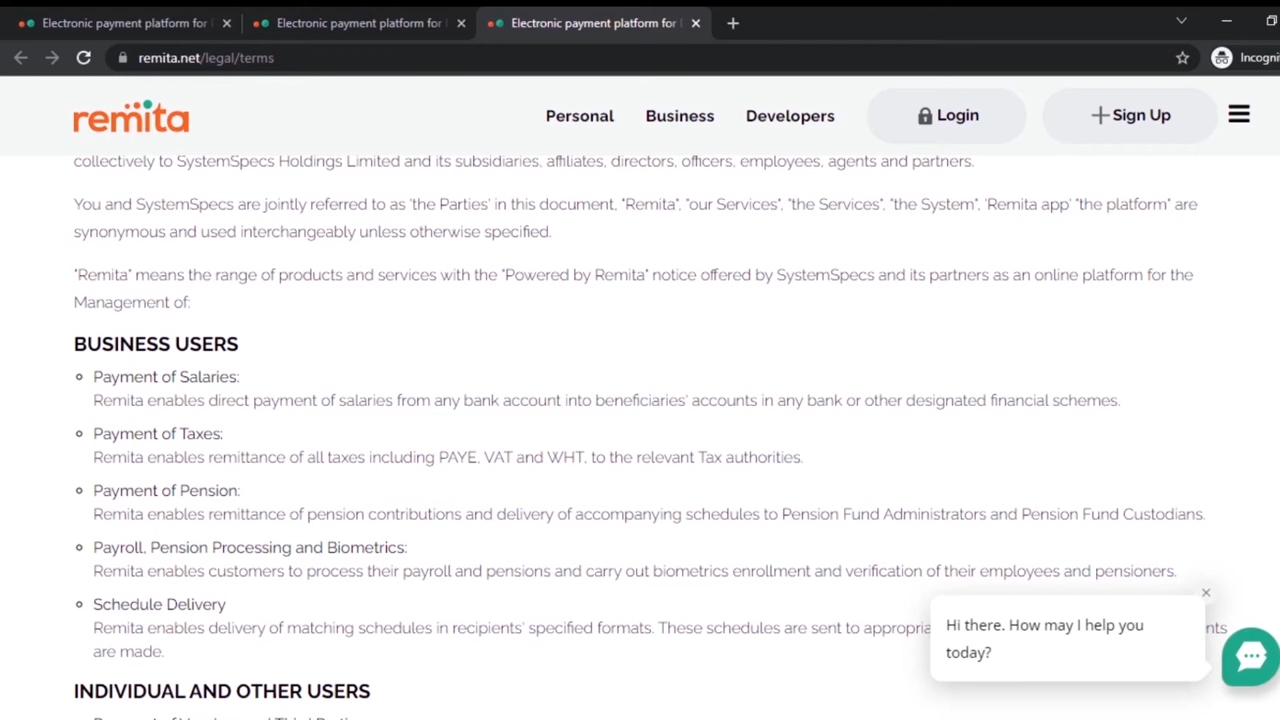 Electronic payment platform for
Electronic payment platform for
Electronic payment platform for
remita.net/legal/terms
Incogni
remita
Personal
Business
Developers
Login
Sign Up
collectively to SystemSpecs Holdings Limited and its subsidiaries, affiliates, directors, officers, employees, agents and partners.
You and SystemSpecs are jointly referred to as 'the Parties' in this document, "Remita", "our Services", "the Services", "the System", 'Remita app' "the platform" are
synonymous and used interchangeably unless otherwise specified.
"Remita" means the range of products and services with the "Powered by Remita" notice offered by SystemSpecs and its partners as an online platform for the
Management of:
BUSINESS USERS
Payment of Salaries:
Remita enables direct payment of salaries from any bank account into beneficiaries' accounts in any bank or other designated financial schemes.
Payment of Taxes:
Remita enables remittance of all taxes including PAYE, VAT and WHT, to the relevant Tax authorities.
Payment of Pension:
Remita enables remittance of pension contributions and delivery of accompanying schedules to Pension Fund Administrators and Pension Fund Custodians.
Payroll, Pension Processing and Biometrics:
Remita enables customers to process their payroll and pensions and carry out biometrics enrollment and verification of their employees and pensioners.
Schedule Delivery
Remita enables delivery of matching schedules in recipients' specified formats. These schedules are sent to appropria nts
are made.
Hi there. How may I help you
today?
INDIVIDUAL AND OTHER USERS